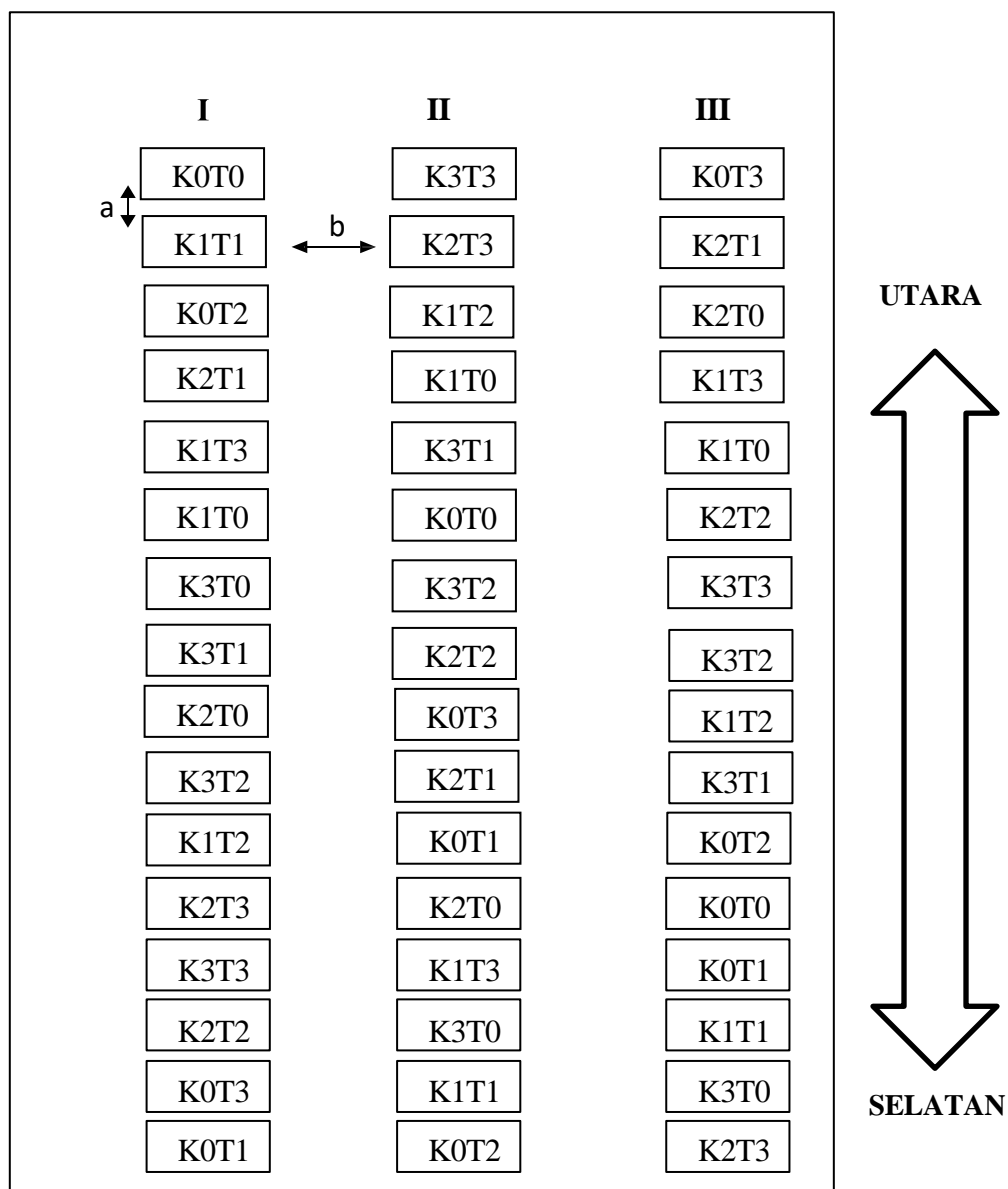 I II III
K0T0 K3T3 K0T3
a
K1T1 b K2T3 K2T1
K0T2 K1T2 K2T0
UTARA
K2T1 K1T0 K1T3
K1T3 K3T1 K1T0
K1T0 K0T0 K2T2
K3T0 K3T2 K3T3
K3T1 K2T2 K3T2
K2T0 K0T3 K1T2
K3T2 K2T1 K3T1
K1T2 K0T1 K0T2
K2T3 K2T0 K0T0
K3T3 K1T3 K0T1
K2T2 K3T0 K1T1
K0T3 K1T1 K3T0
SELATAN
K0T1 K0T2 K2T3